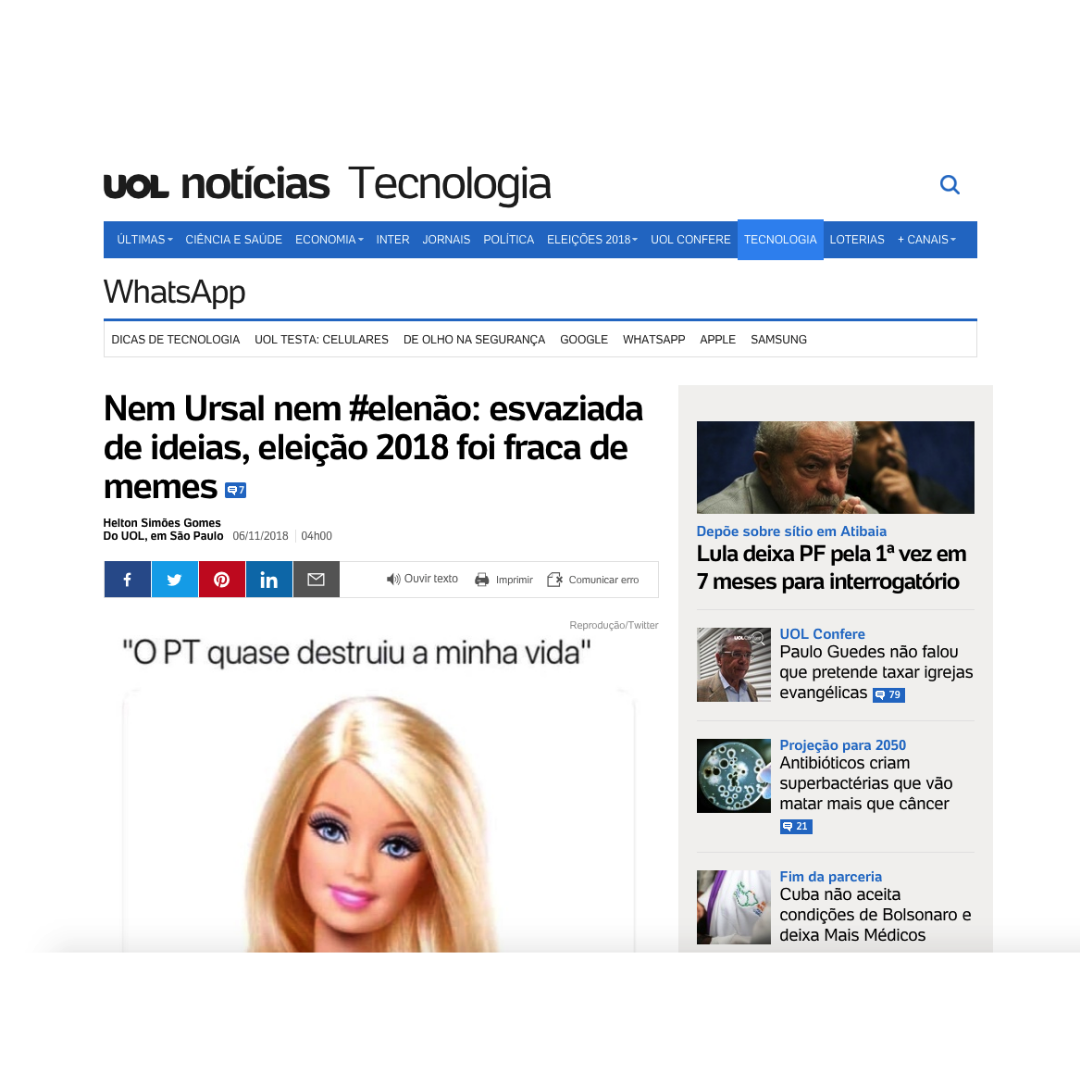 UOL notícias Tecnologia
ÚLTIMAS CIÊNCIA E SAÚDE ECONOMIA INTER JORNAIS POLÍTICA ELEIÇÕES 2018 UOL CONFERE TECNOLOGIA LOTERIAS + CANAIS
WhatsApp
DICAS DE TECNOLOGIA UOL TESTA: CELULARES DE OLHO NA SEGURANÇA GOOGLE WHATSAPP APPLE SAMSUNG
Nem Ursal nem #elenão: esvaziada
de ideias, eleição 2018 foi fraca de
memes 7
Helton Simões Gomes
Do UOL, em São Paulo 06/11/2018 04h00
Ouvir texto Imprimir Comunicar erro
Reprodução/Twitter
"O PT quase destruiu a minha vida"
Depõe sobre sítio em Atibaia
Lula deixa PF pela 1ª vez em
7 meses para interrogatório
UOL Confere
Paulo Guedes não falou
que pretende taxar igrejas
evangélicas 79
Projeção para 2050
Antibióticos criam
superbactérias que vão
matar mais que câncer
21
Fim da parceria
Cuba não aceita
condições de Bolsonaro e
deixa Mais Médicos